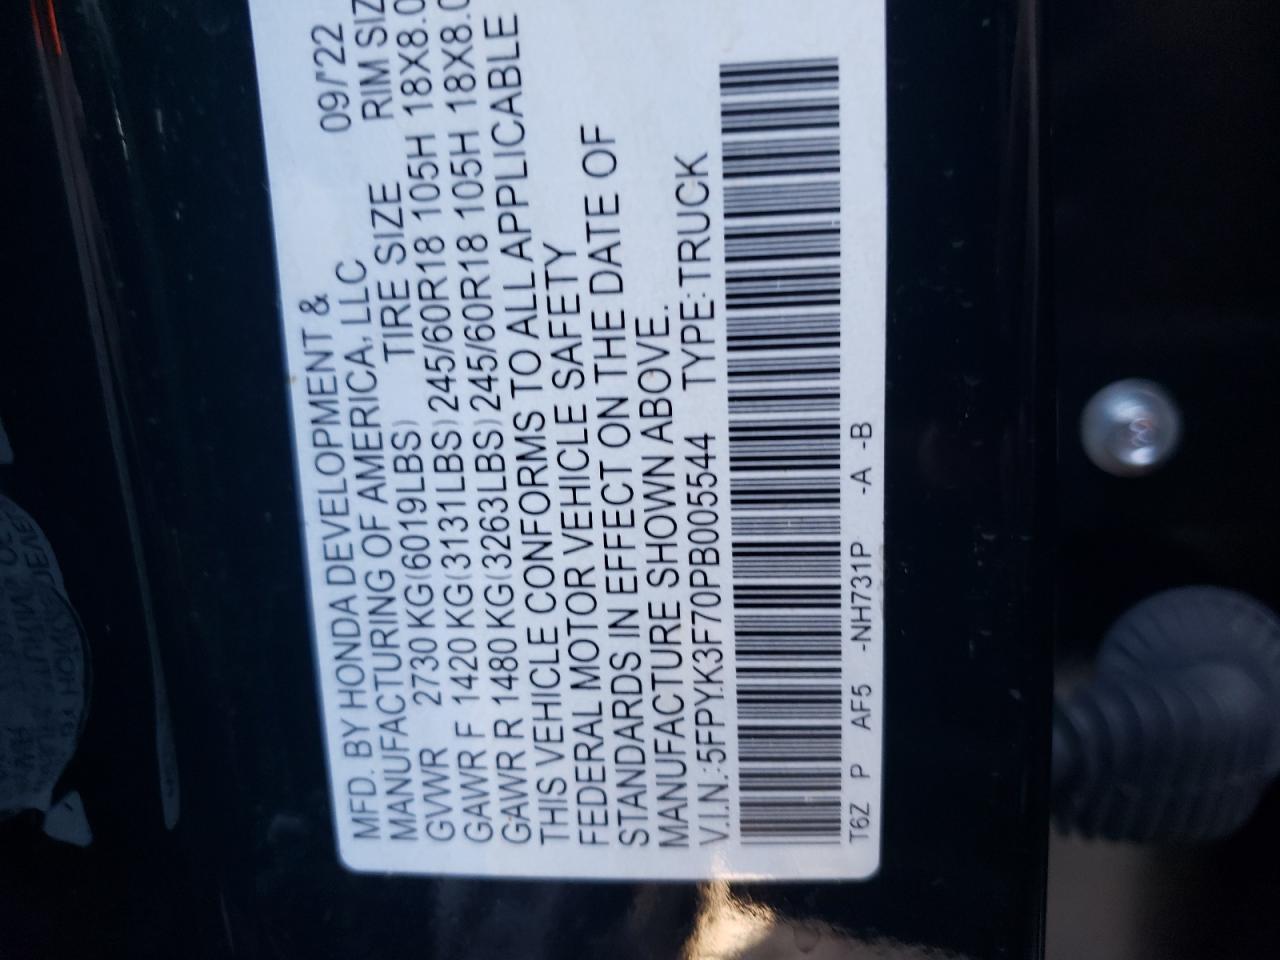 MFD. BY HONDA DEVELOPMENT & 09/'22
MANUFACTURING OF AMERICA, LLC
TIRE SIZE RIM SIZ
GVWR 2730 KG(6019LBS)
GAWR F 1420 KG(3131LBS) 245/60R18 105H 18X8.0
GAWR R 1480 KG(3263LBS) 245/60R18 105H 18X8.0
THIS VEHICLE CONFORMS TO ALL APPLICABLE
FEDERAL MOTOR VEHICLE SAFETY
STANDARDS IN EFFECT ON THE DATE OF
MANUFACTURE SHOWN ABOVE.
V.I.N.:5FPYK3F70PB005544 TYPE:TRUCK
T6Z P AF5 -NH731P -A -B